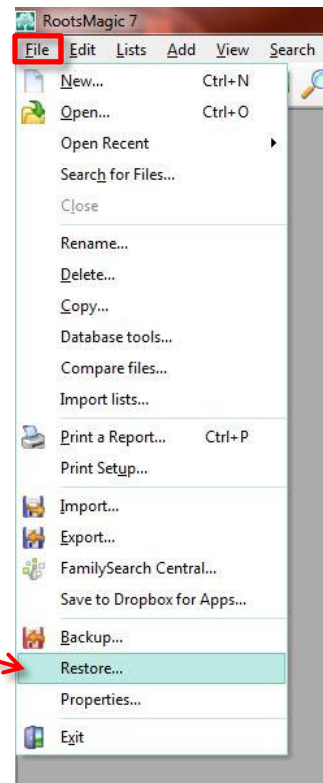 RootsMagic 7
File Edit Lists Add View Search
New... Ctrl+N
Open... Ctrl+O
Open Recent
Search for Files...
Close
Rename...
Delete...
Copy...
Database tools...
Compare files...
Import lists...
Print a Report... Ctrl+P
Print Setup...
Import...
Export...
FamilySearch Central...
Save to Dropbox for Apps...
Backup...
Restore...
Properties...
Exit